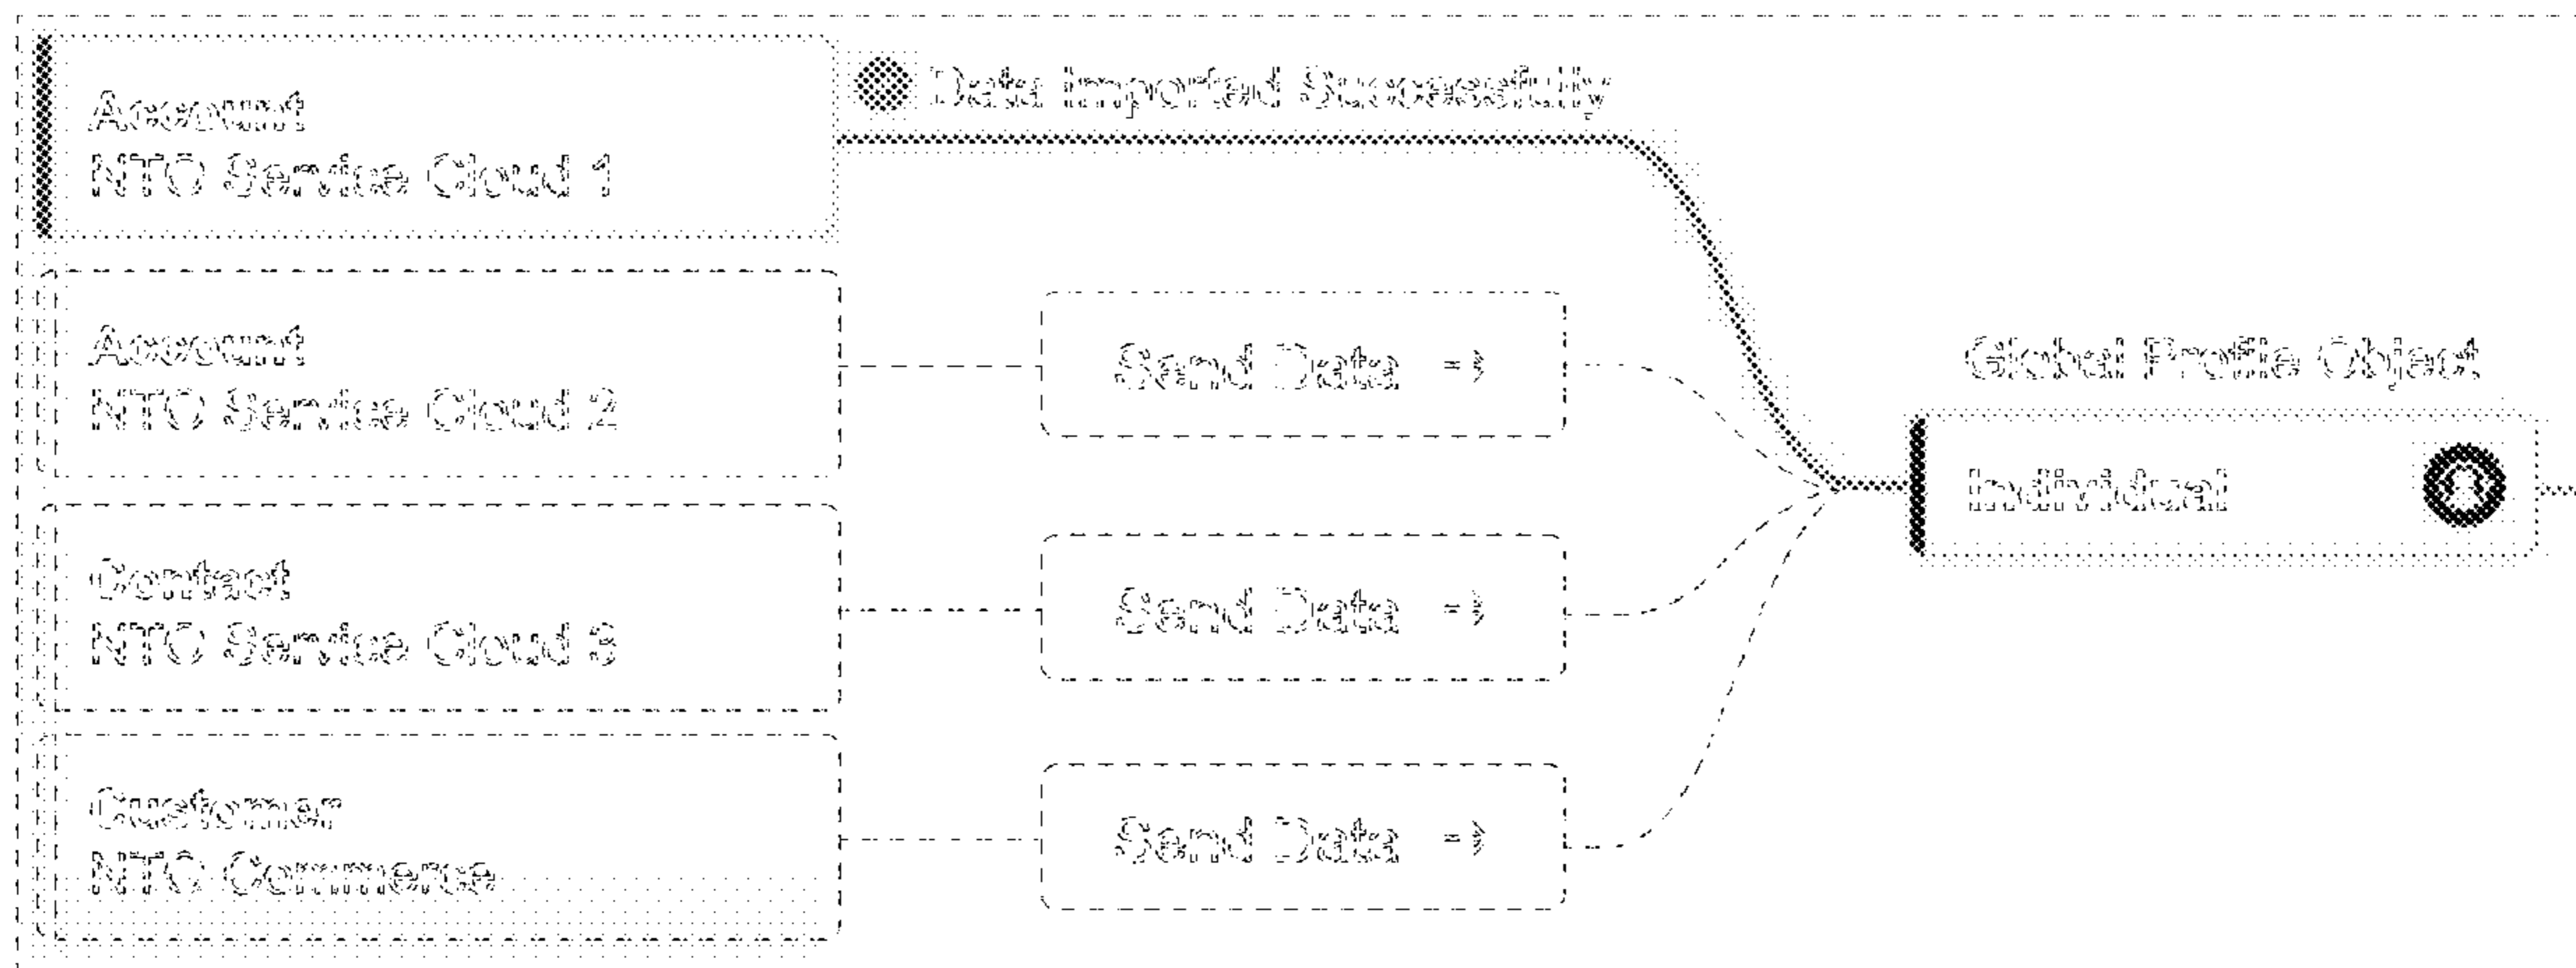 Account
NTO Service Cloud 1
Data Imported Successfully
Account
NTO Service Cloud 2
Send Data →
Global Profile Object
Individual
Contact
NTO Service Cloud 3
Send Data →
Customer
NTO Commerce
Send Data →